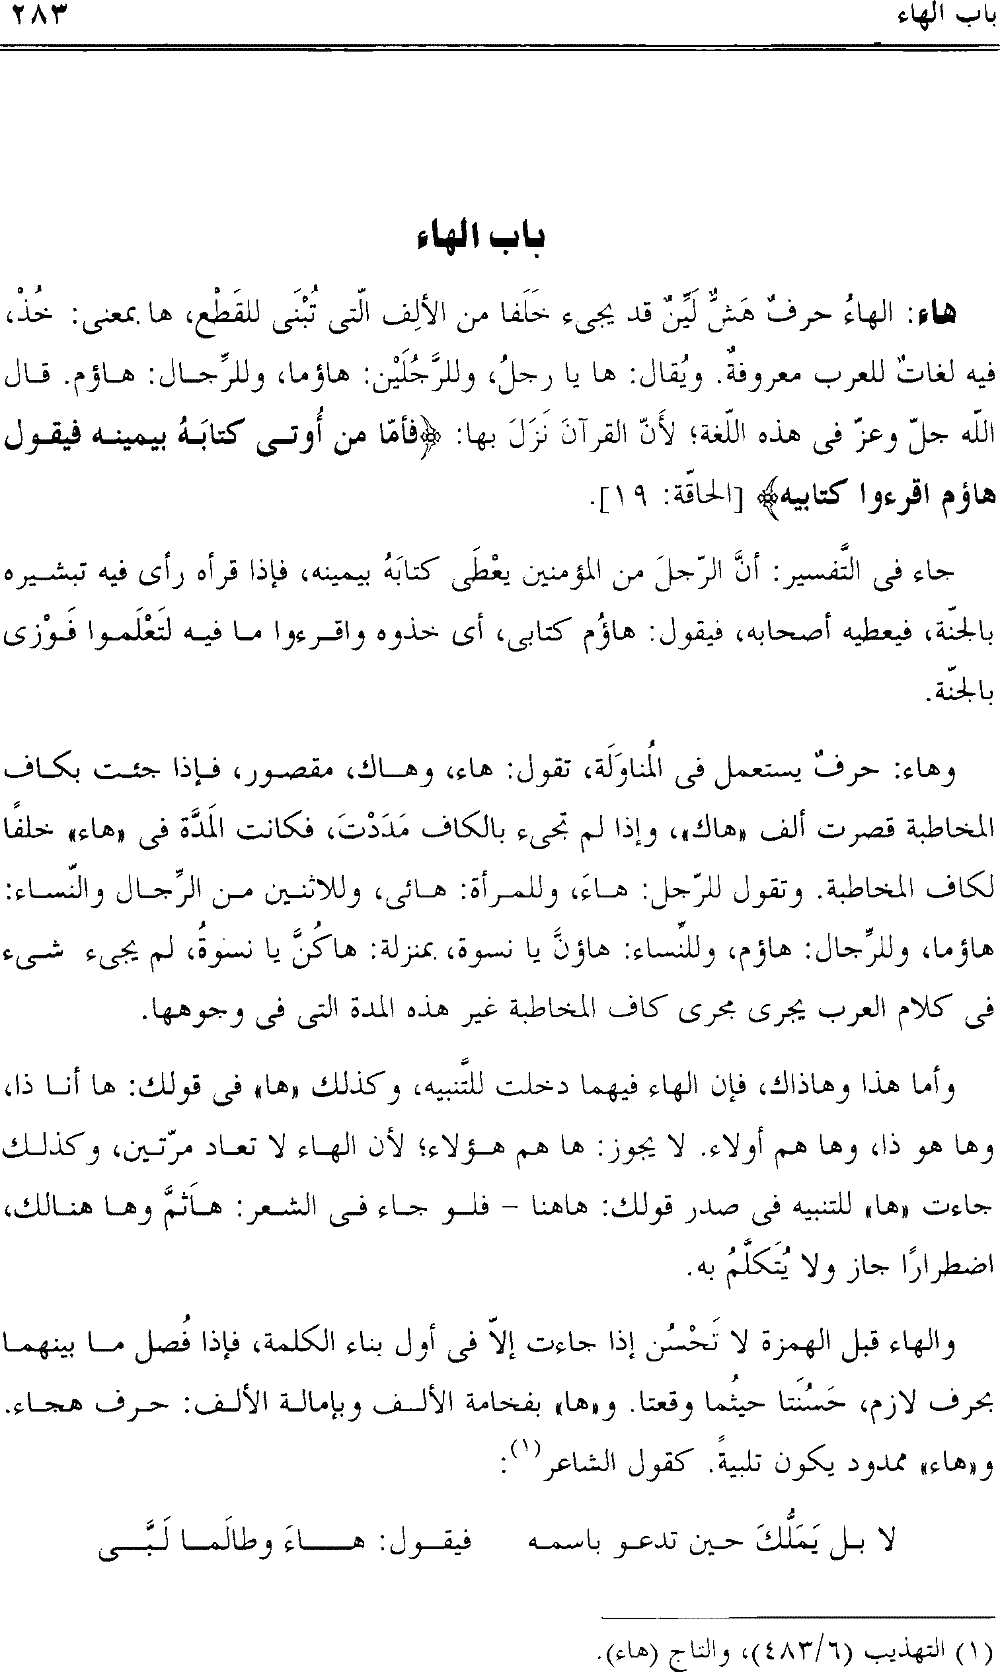 باب الهاء ٢٨٣
باب الهاء
هاء: الهاءُ حرفٌ هَشٌّ لَيِّنٌ قد يجىء خَلَفا من الألِف الّتى تُبْنَى للقَطْع، ها بمعنى: خُذْ،
فيه لغاتٌ للعرب معروفةٌ. ويُقال: ها يا رجلُ، وللرَّجُلَيْن: هاؤما، وللرِّجال: هاؤم. قال
اللّه جلّ وعزّ فى هذه اللّغة؛ لأنّ القرآنَ نَزَلَ بها: ﴿فأمّا من أُوتى كتابَهُ بيمينه فيقول
هاؤم اقرءوا كتابيه﴾ [الحاقّة: ١٩].
جاء فى التَّفسير: أنَّ الرّجلَ من المؤمنين يعْطَى كتابَهُ بيمينه، فإذا قرأه رأى فيه تبشيره
بالجنّة، فيعطيه أصحابه، فيقول: هاؤُم كتابى، أى خذوه واقرءوا ما فيه لتَعْلَموا فَوْزى
بالجنّة.
وهاء: حرفٌ يستعمل فى المُناوَلَة، تقول: هاء، وهاك، مقصور، فإذا جئت بكاف
المخاطبة قصرت ألف «هاك»، وإذا لم تجىء بالكاف مَدَدْتَ، فكانت المَدَّة فى «هاء» خلفًا
لكاف المخاطبة. وتقول للرّجل: هاءَ، وللمرأة: هائى، وللاثنين من الرِّجال والنّساء:
هاؤما، وللرِّجال: هاؤم، وللنِّساء: هاؤنَّ يا نسوة، بمنزلة: هاكُنَّ يا نسوةُ، لم يجىء شىء
فى كلام العرب يجرى مجرى كاف المخاطبة غير هذه المدة التى فى وجوهها.
وأما هذا وهاذاك، فإن الهاء فيهما دخلت للتَّنبيه، وكذلك «ها» فى قولك: ها أنا ذا،
وها هو ذا، وها هم أولاء. لا يجوز: ها هم هؤلاء؛ لأن الهاء لا تعاد مرّتين، وكذلك
جاءت «ها» للتنبيه فى صدر قولك: هاهنا – فلو جاء فى الشعر: هَاَثمَّ وها هنالك،
اضطرارًا جاز ولا يُتَكلَّمُ به.
والهاء قبل الهمزة لا تَحْسُن إذا جاءت إلاّ فى أول بناء الكلمة، فإذا فُصل ما بينهما
بحرف لازم، حَسُنَتا حيثُما وقعتا. و«ها» بفخامة الألف وبإمالة الألف: حرف هجاء.
و«هاء» ممدود يكون تلبيةً. كقول الشاعر(١):
لا بل يَمَلُّكَ حين تدعو باسمه فيقول: هاءَ وطالَما لَبَّى
(١) التهذيب (٤٨٣/٦)، والتاج (هاء).